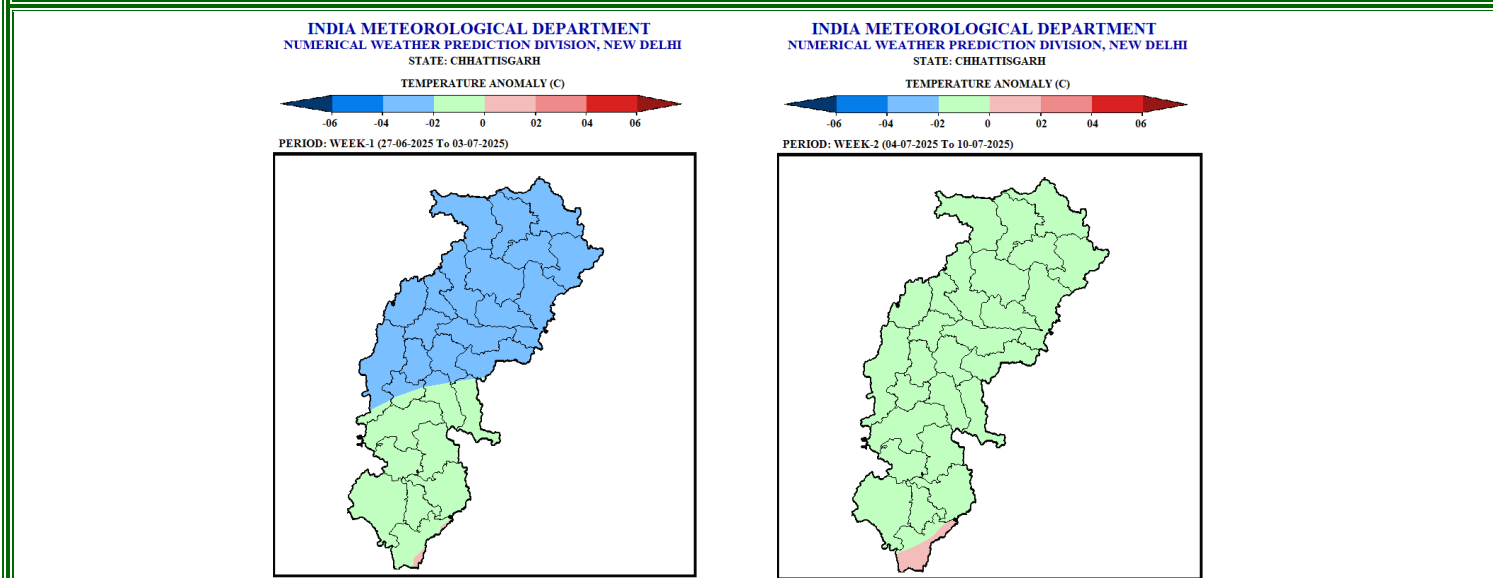 INDIA METEOROLOGICAL DEPARTMENT
NUMERICAL WEATHER PREDICTION DIVISION, NEW DELHI
STATE: CHHATTISGARH
TEMPERATURE ANOMALY (C)
-06 -04 -02 0 02 04 06
PERIOD: WEEK-1 (27-06-2025 To 03-07-2025)
INDIA METEOROLOGICAL DEPARTMENT
NUMERICAL WEATHER PREDICTION DIVISION, NEW DELHI
STATE: CHHATTISGARH
TEMPERATURE ANOMALY (C)
-06 -04 -02 0 02 04 06
PERIOD: WEEK-2 (04-07-2025 To 10-07-2025)